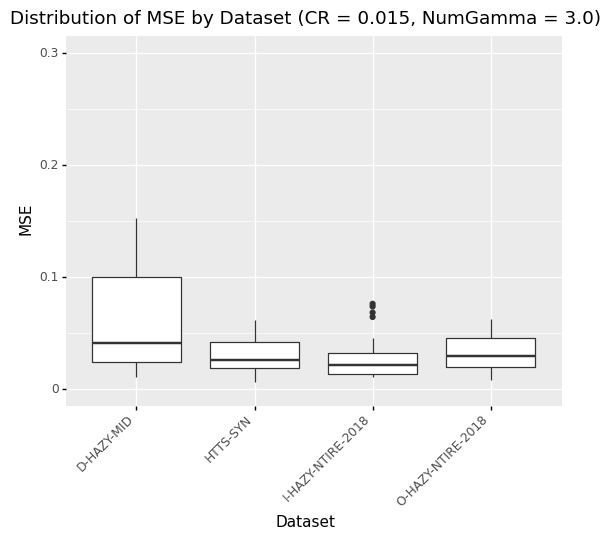 Distribution of MSE by Dataset (CR = 0.015, NumGamma = 3.0)
0.3
0.2
0.1
0
MSE
D-HAZY-MID
HTTS-SYN
I-HAZY-NTIRE-2018
O-HAZY-NTIRE-2018
Dataset